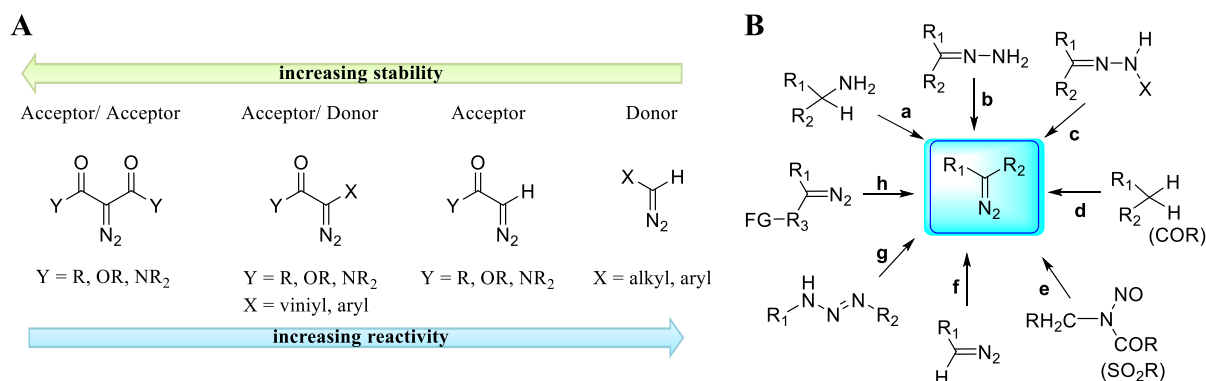 A
increasing stability
Acceptor/ Acceptor
Acceptor/ Donor
Acceptor
Donor
O O
Y Y
N2
O
Y X
N2
O
Y H
N2
X H
N2
Y = R, OR, NR2
Y = R, OR, NR2
X = viniyl, aryl
Y = R, OR, NR2
X = alkyl, aryl
increasing reactivity
B
R1 NH2
R2 H
a
R1
N–NH2
R2
b
R1 H
N–N
R2 X
c
R1 N2
FG–R3
h
R1 R2
N2
R1 H
R2 H
(COR)
d
H
N N=N
R1 R2
g
R1
N2
H
f
NO
RH2C–N
COR
(SO2R)
e